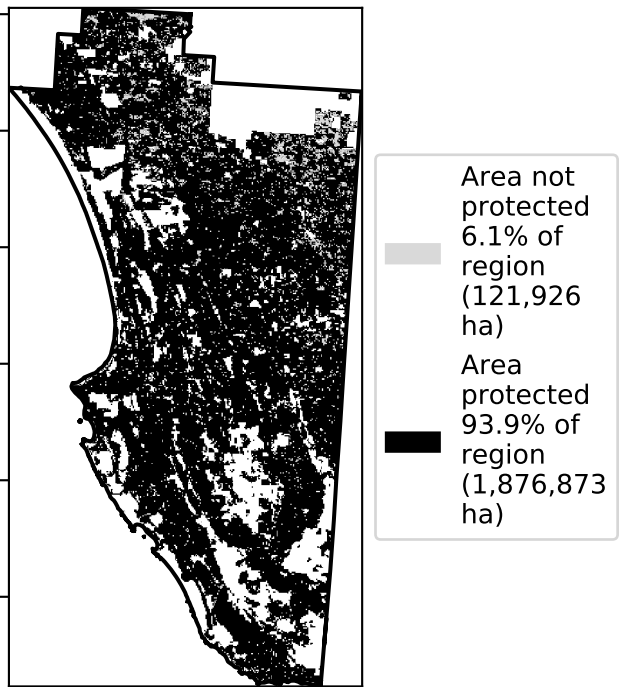 Area not
protected
6.1% of
region
(121,926
ha)
Area
protected
93.9% of
region
(1,876,873
ha)